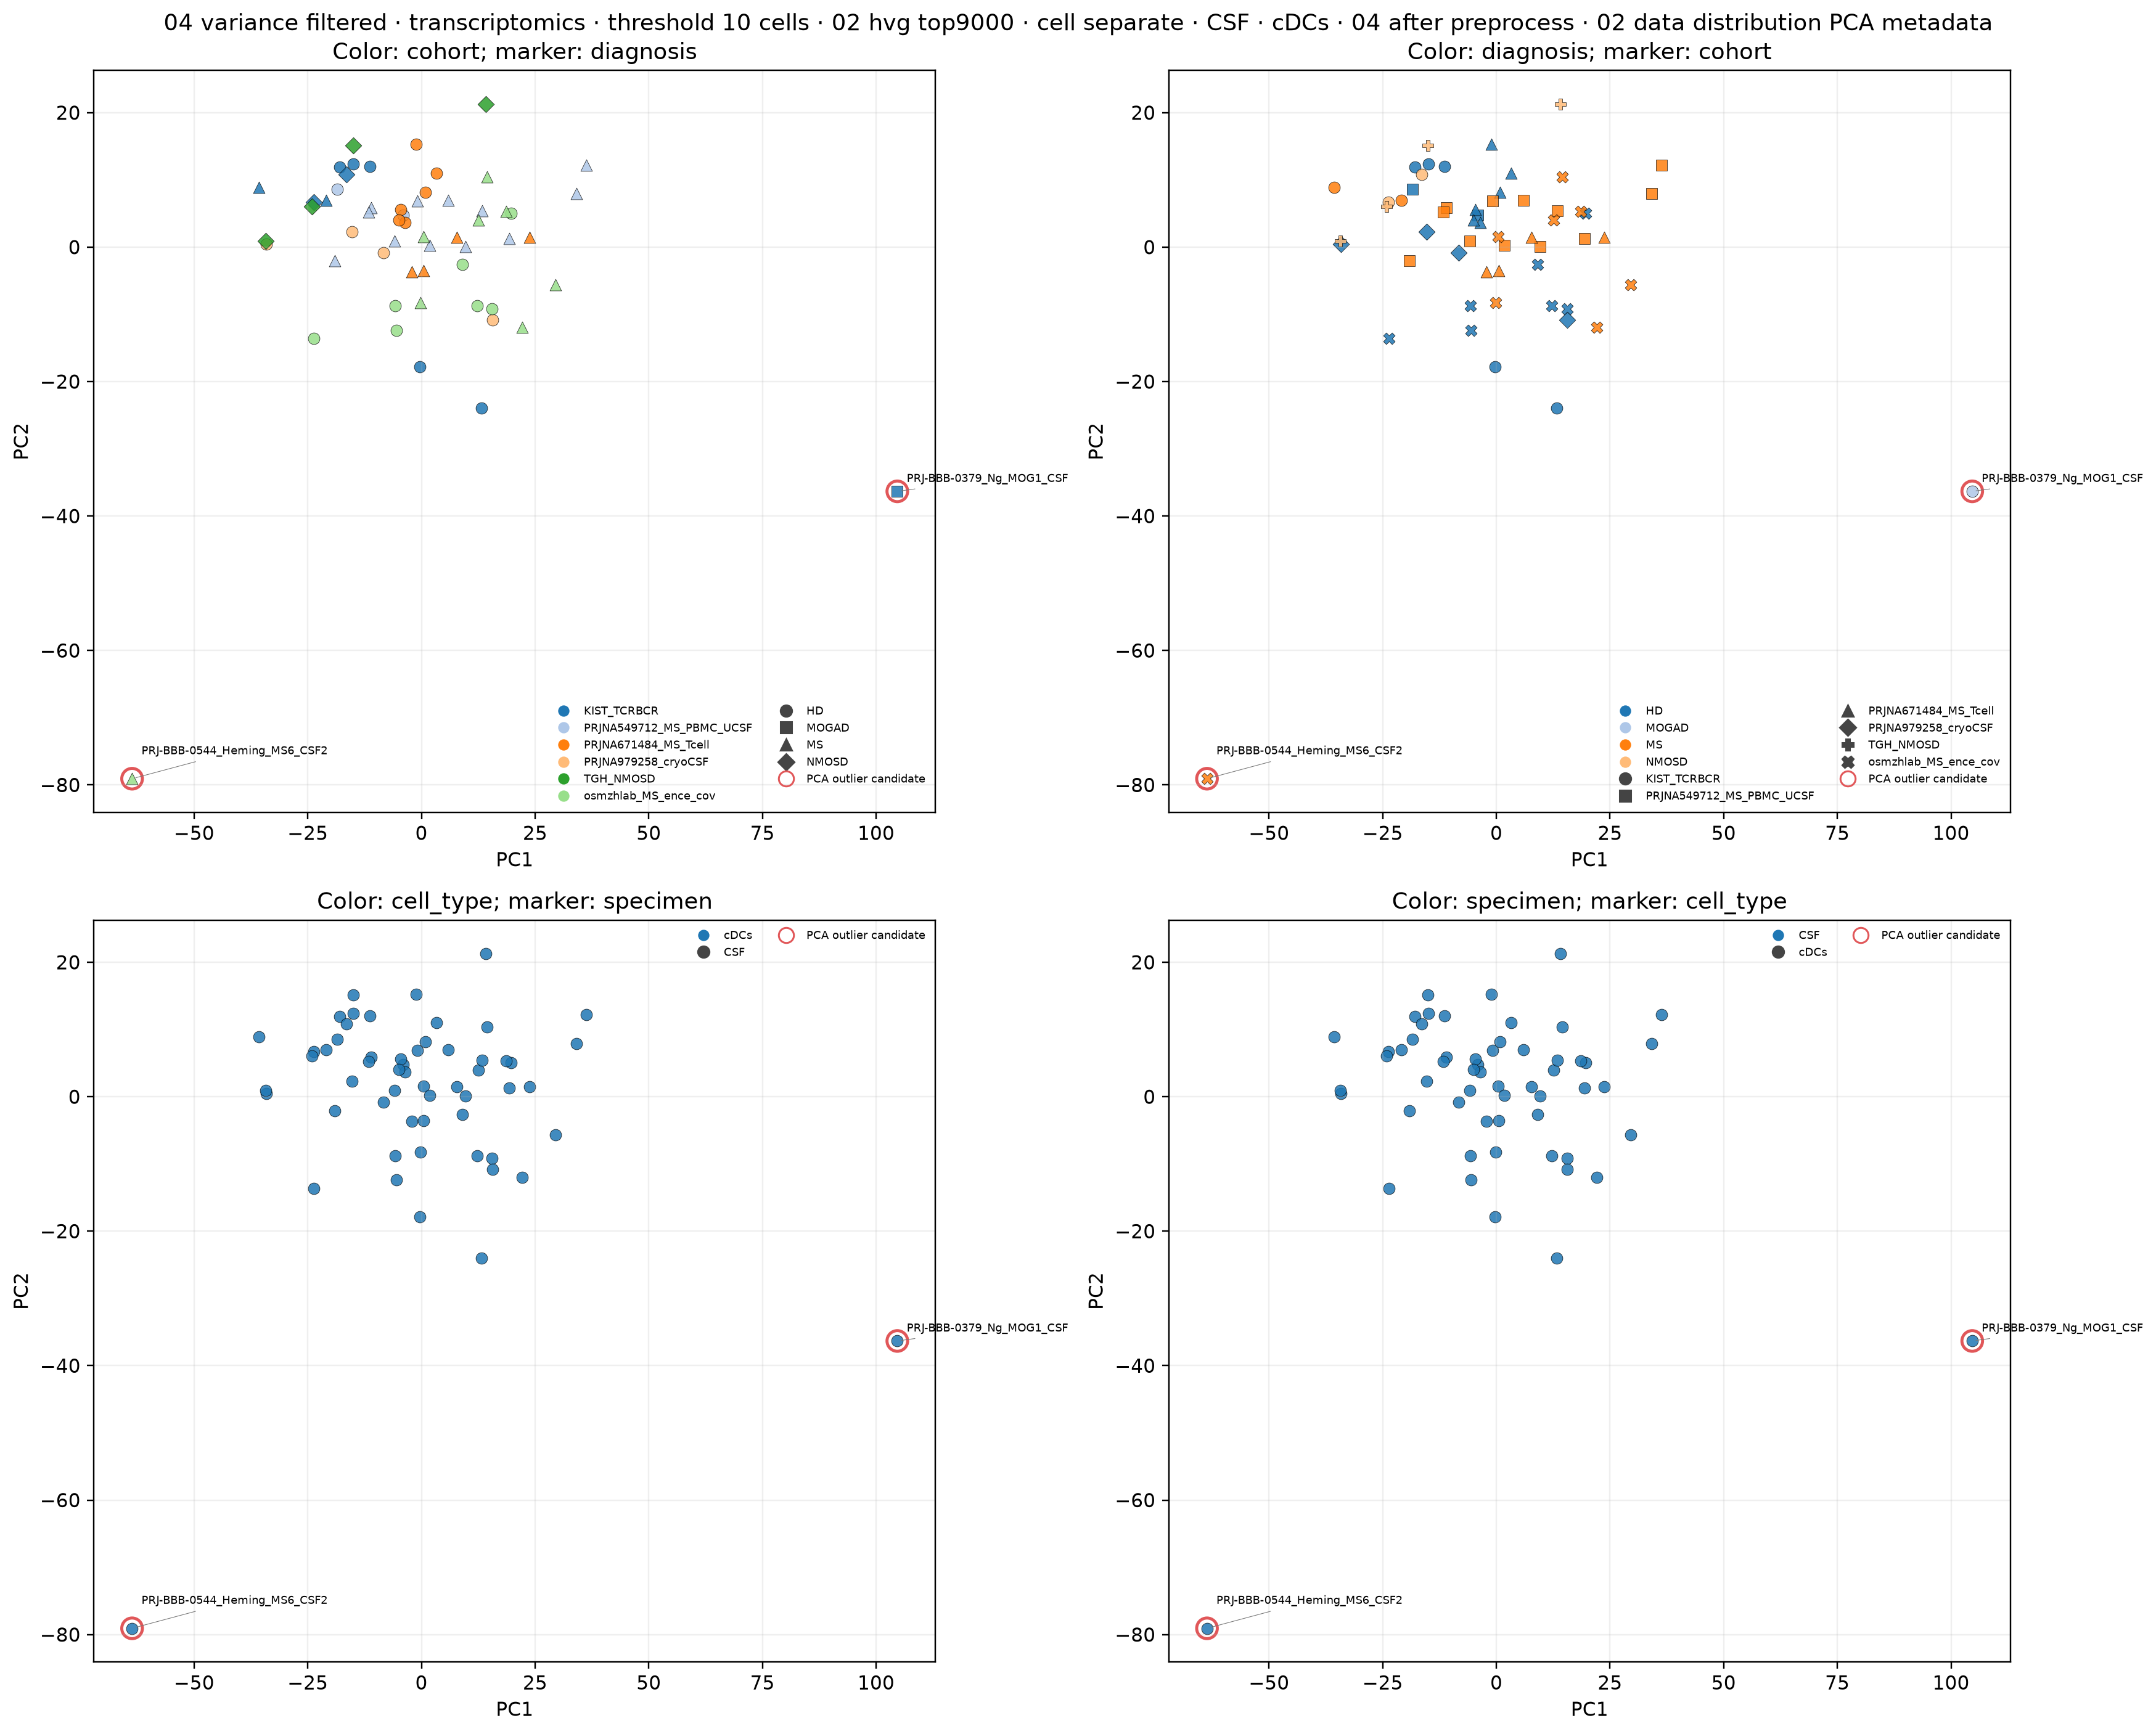 04 variance filtered · transcriptomics · threshold 10 cells · 02 hvg top9000 · cell separate · CSF · cDCs · 04 after preprocess · 02 data distribution PCA metadata
Color: cohort; marker: diagnosis
20
0
−20
−40
−60
−80
PC2
PRJ-BBB-0379_Ng_MOG1_CSF
PRJ-BBB-0544_Heming_MS6_CSF2
KIST_TCRBCR
PRJNA549712_MS_PBMC_UCSF
PRJNA671484_MS_Tcell
PRJNA979258_cryoCSF
TGH_NMOSD
osmzhlab_MS_ence_cov
HD
MOGAD
MS
NMOSD
PCA outlier candidate
−50
−25
0
25
50
75
100
PC1
Color: diagnosis; marker: cohort
20
0
−20
−40
−60
−80
PC2
PRJ-BBB-0379_Ng_MOG1_CSF
PRJ-BBB-0544_Heming_MS6_CSF2
HD
MOGAD
MS
NMOSD
KIST_TCRBCR
PRJNA549712_MS_PBMC_UCSF
PRJNA671484_MS_Tcell
PRJNA979258_cryoCSF
TGH_NMOSD
osmzhlab_MS_ence_cov
PCA outlier candidate
−50
−25
0
25
50
75
100
PC1
Color: cell_type; marker: specimen
cDCs
CSF
PCA outlier candidate
20
0
−20
−40
−60
−80
PC2
PRJ-BBB-0379_Ng_MOG1_CSF
PRJ-BBB-0544_Heming_MS6_CSF2
−50
−25
0
25
50
75
100
PC1
Color: specimen; marker: cell_type
CSF
cDCs
PCA outlier candidate
20
0
−20
−40
−60
−80
PC2
PRJ-BBB-0379_Ng_MOG1_CSF
PRJ-BBB-0544_Heming_MS6_CSF2
−50
−25
0
25
50
75
100
PC1